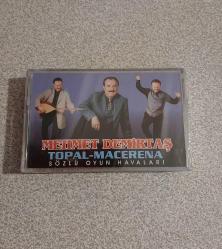 MEHMET DEMİRTAŞ
TOPAL-MACERENA
SÖZLÜ OYUN HAVALARI